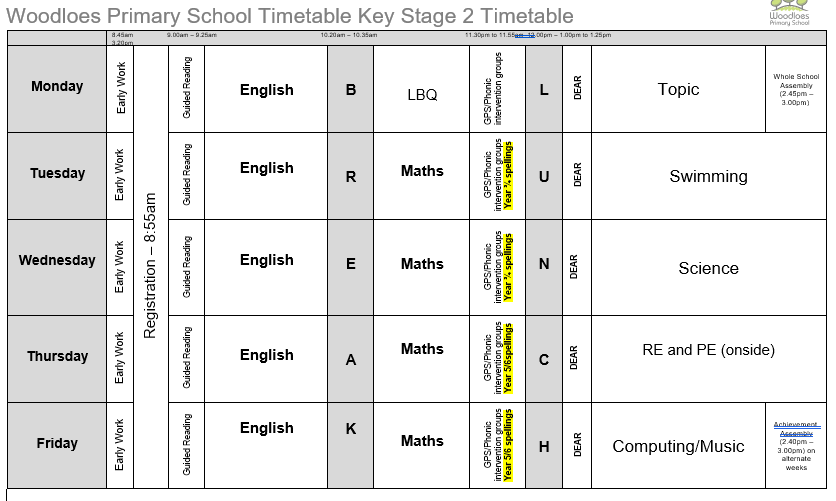 Woodloes Primary School Timetable Key Stage 2 Timetable
Woodloes
Primary School
8.45am
3.20pm
9.00am – 9.25am
10.20am – 10.35am
11.30pm to 11.55am 12.00pm – 1.00pm to 1.25pm
Registration – 8:55am
Monday
Early Work
Guided Reading
English
B
LBQ
GPS/Phonic
intervention groups
L
DEAR
Topic
Whole School
Assembly
(2.45pm –
3.00pm)
Tuesday
Early Work
Guided Reading
English
R
Maths
GPS/Phonic
intervention groups
Year ¾ spellings
U
DEAR
Swimming
Wednesday
Early Work
Guided Reading
English
E
Maths
GPS/Phonic
intervention groups
Year ¾ spellings
N
DEAR
Science
Thursday
Early Work
Guided Reading
English
A
Maths
GPS/Phonic
intervention groups
Year 5/6spellings
C
DEAR
RE and PE (onside)
Friday
Early Work
Guided Reading
English
K
Maths
GPS/Phonic
intervention groups
Year 5/6 spellings
H
DEAR
Computing/Music
Achievement
Assembly
(2.40pm –
3.00pm) on
alternate
weeks